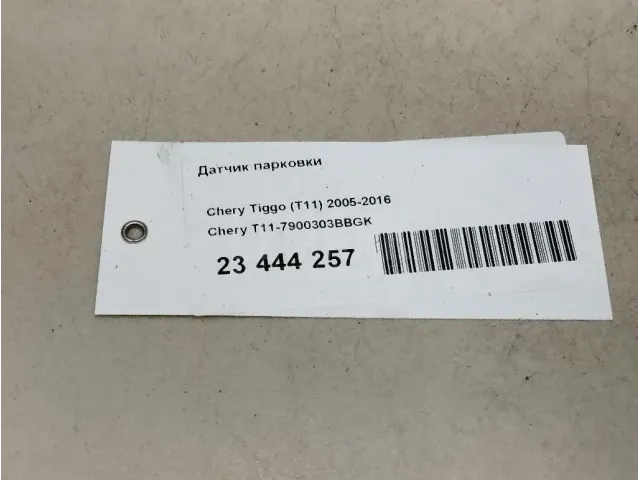 Датчик парковки
Chery Tiggo (T11) 2005-2016
Chery T11-7900303BBGK
23 444 257